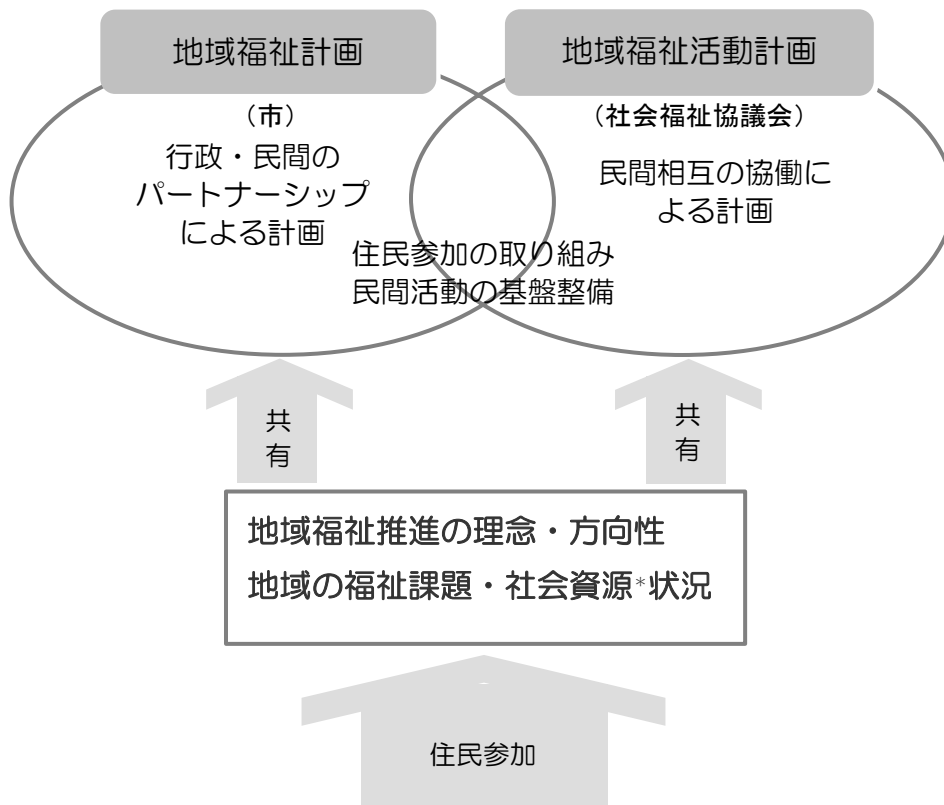 地域福祉計画
(市)
行政・民間の
パートナーシップ
による計画
地域福祉活動計画
(社会福祉協議会)
民間相互の協働に
よる計画
住民参加の取り組み
民間活動の基盤整備
共
有
共
有
地域福祉推進の理念・方向性
地域の福祉課題・社会資源*状況
住民参加